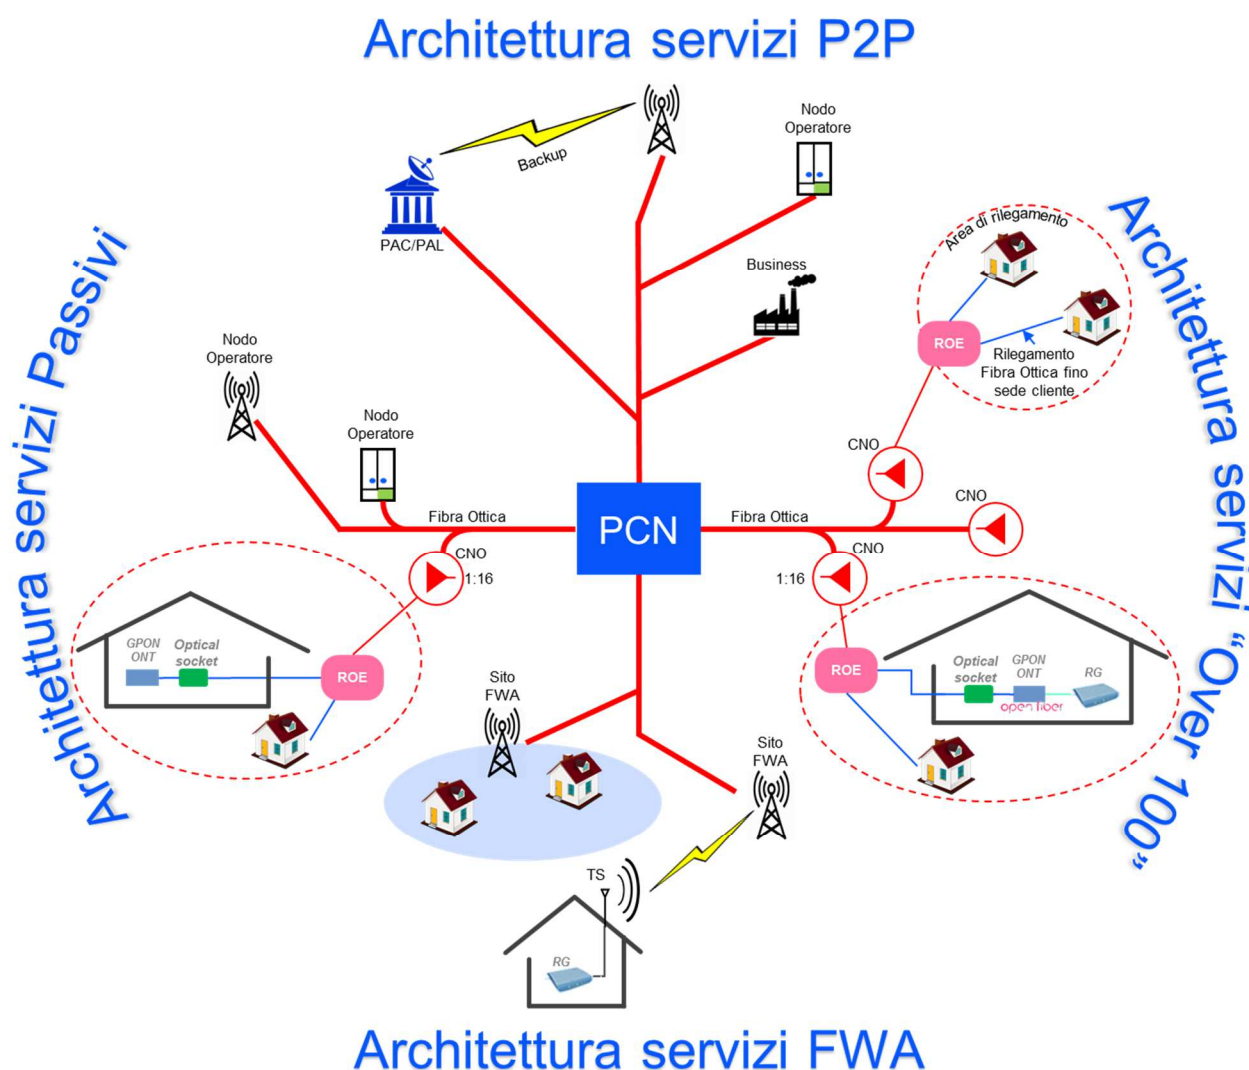 Architettura servizi P2P
Nodo
Operatore
Backup
PAC/PAL
Business
Architettura servizi Passivi
Nodo
Operatore
Nodo
Operatore
Fibra Ottica
CNO
1:16
GPON
ONT
Optical
socket
ROE
PCN
Fibra Ottica
Area di rilegamento
ROE
Rilegamento
Fibra Ottica fino
sede cliente
CNO
CNO
CNO
1:16
ROE
Optical
socket
GPON
ONT
RG
open fiber
Architettura servizi “Over 100”
Sito
FWA
Sito
FWA
TS
RG
Architettura servizi FWA